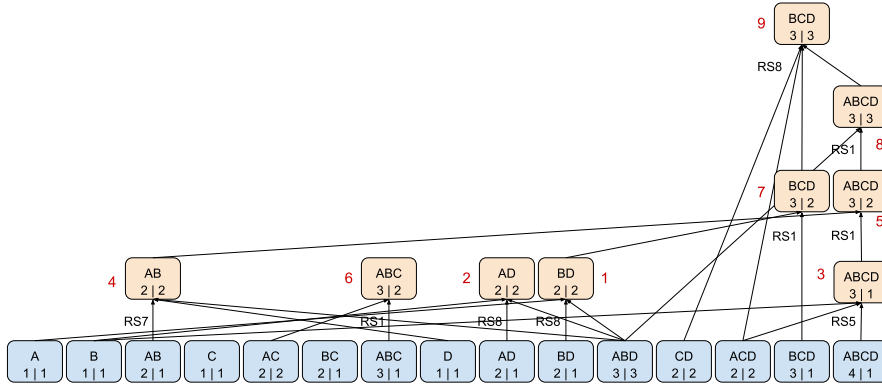 9
BCD
3 | 3
RS8
ABCD
3 | 3
RS1
8
7
BCD
3 | 2
ABCD
3 | 2
5
RS1
RS1
4
AB
2 | 2
6
ABC
3 | 2
2
AD
2 | 2
BD
2 | 2
1
3
ABCD
3 | 1
RS7
RS1
RS8
RS8
RS5
A
1 | 1
B
1 | 1
AB
2 | 1
C
1 | 1
AC
2 | 2
BC
2 | 1
ABC
3 | 1
D
1 | 1
AD
2 | 1
BD
2 | 1
ABD
3 | 3
CD
2 | 2
ACD
2 | 2
BCD
3 | 1
ABCD
4 | 1